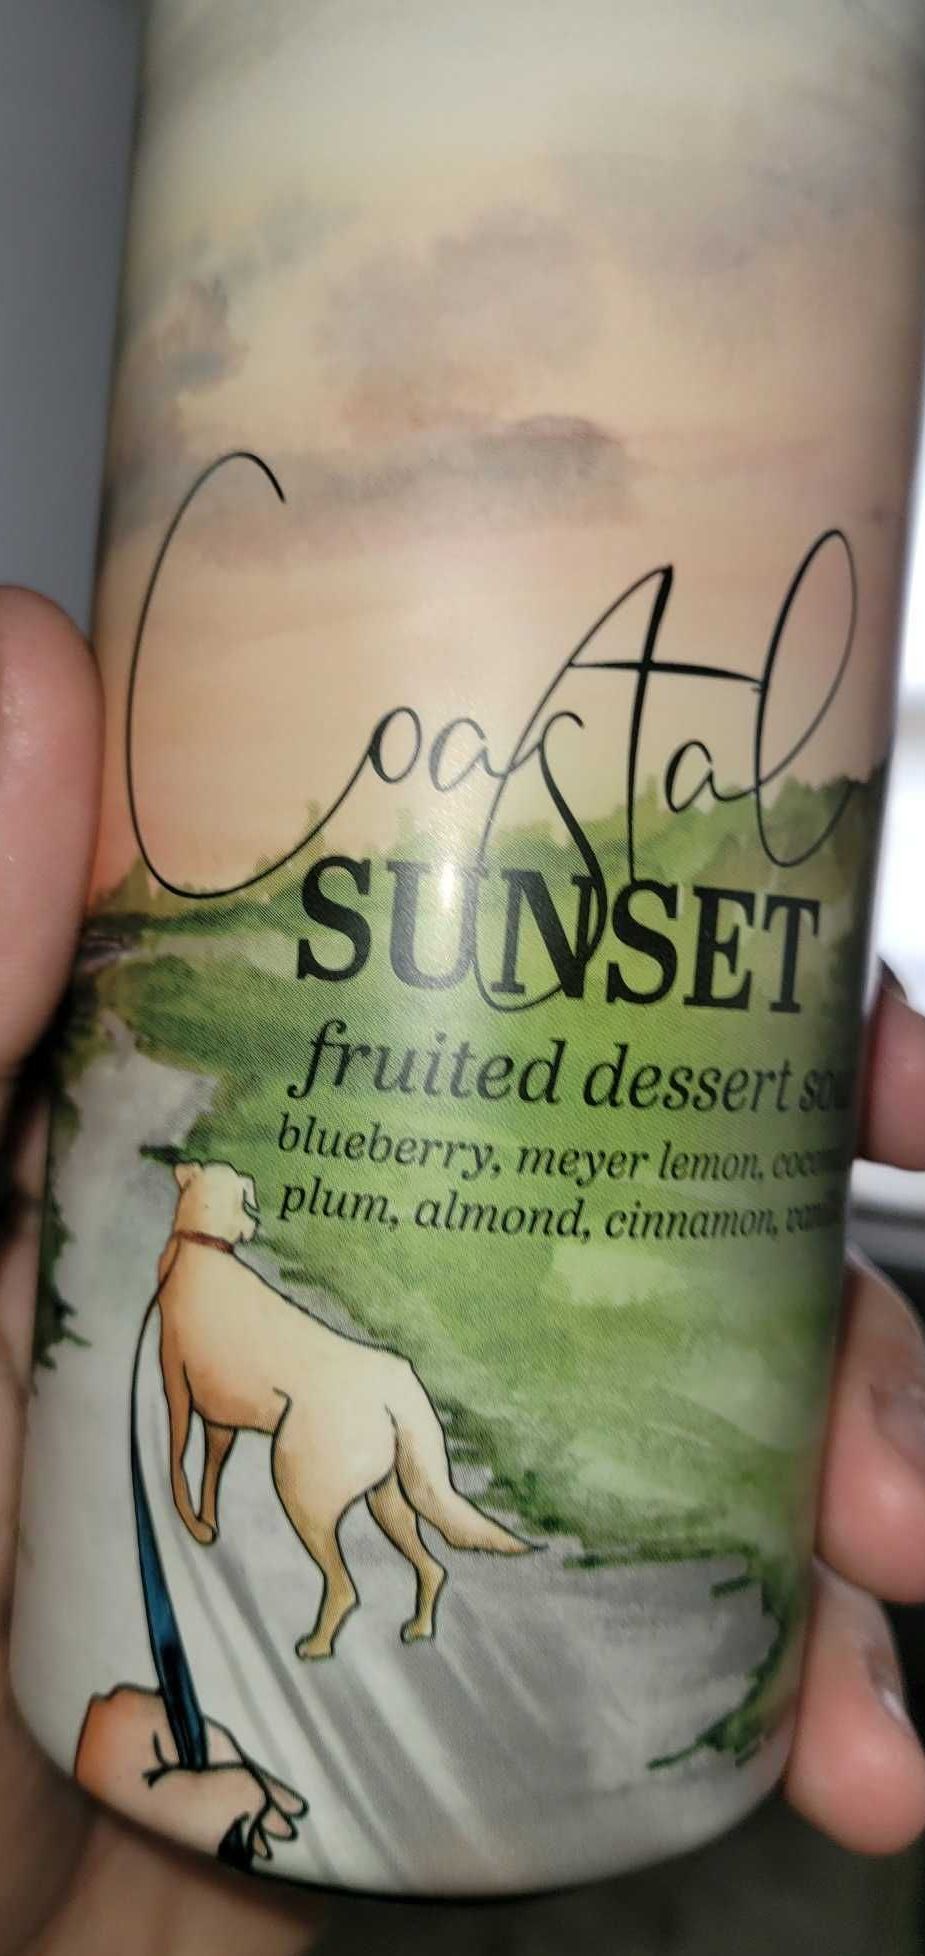 Coastal
SUNSET
fruited dessert
blueberry, meyer lemon,
plum, almond, cinnamon,